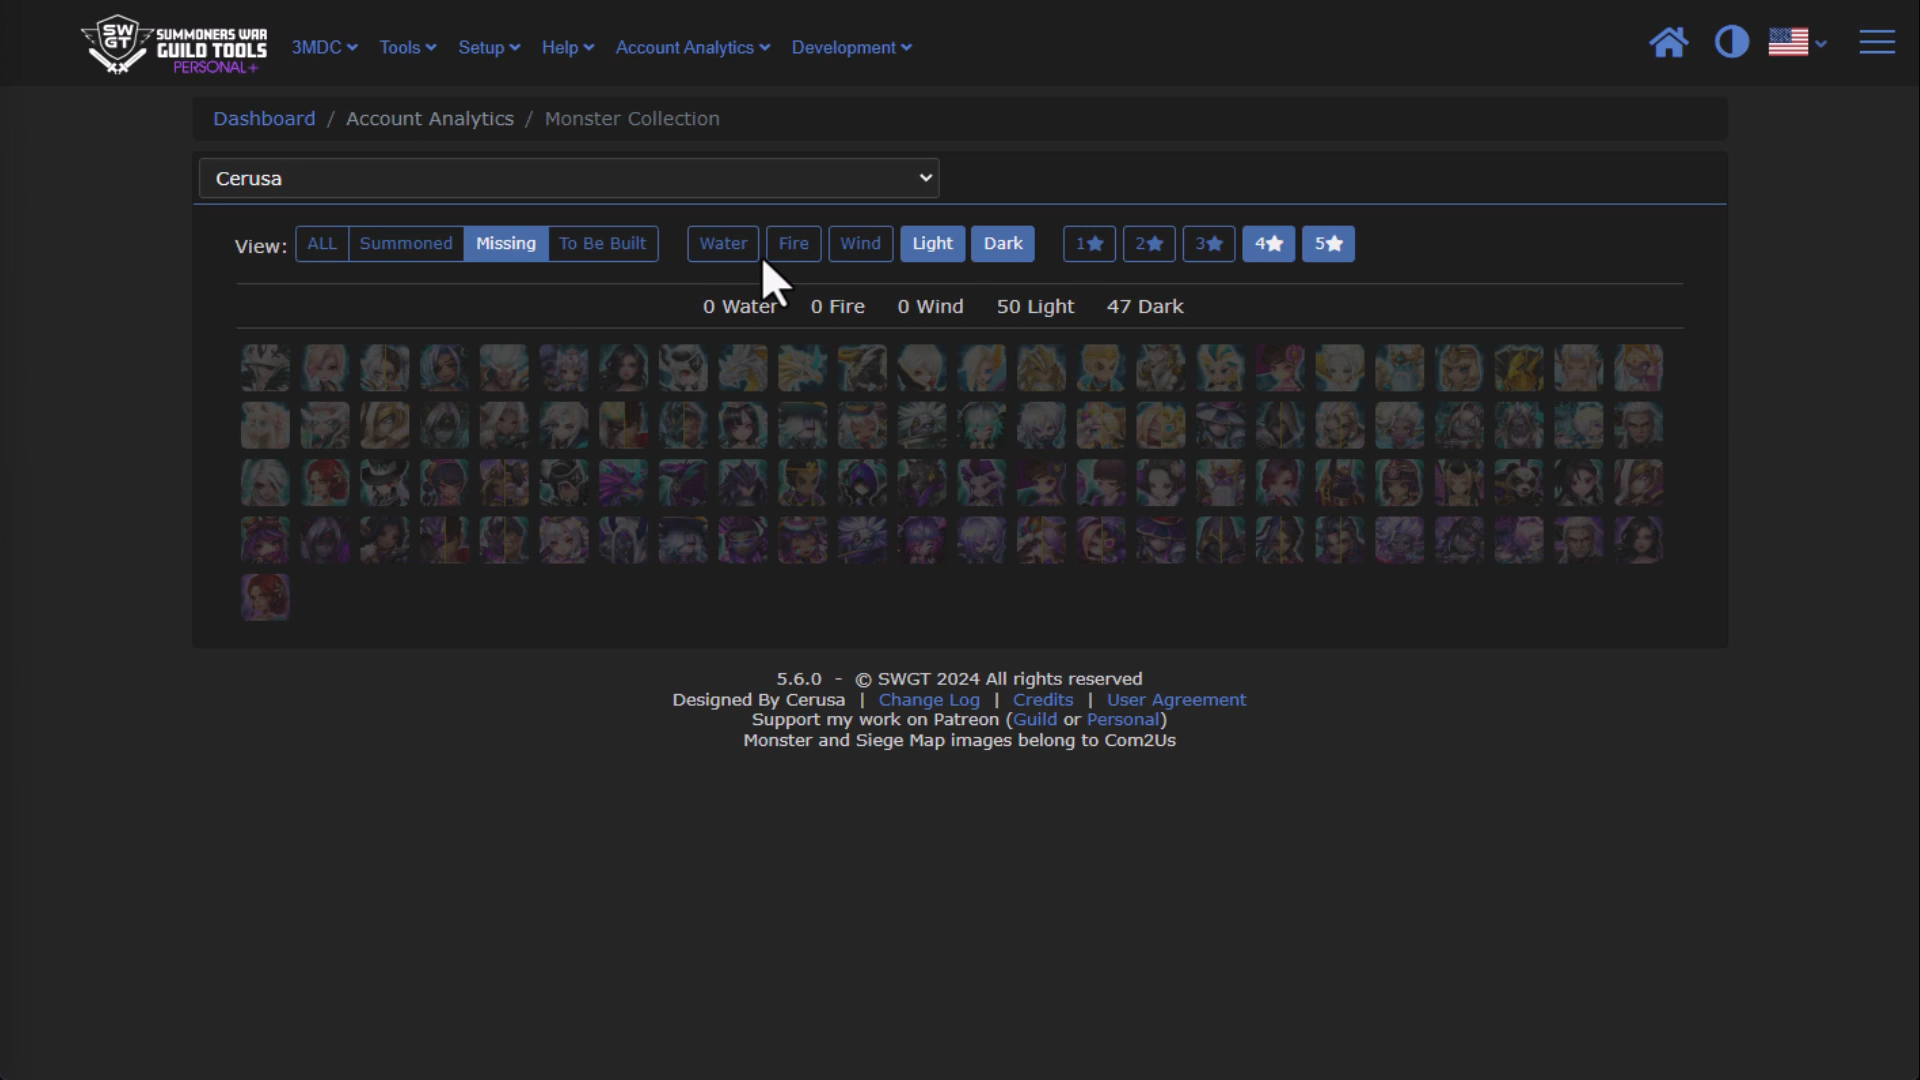 SW
GT
SUMMONERS WAR
GUILD TOOLS
PERSONAL+
3MDC Tools Setup Help Account Analytics Development
Dashboard / Account Analytics / Monster Collection
Cerusa
View: ALL Summoned Missing To Be Built Water Fire Wind Light Dark 1★ 2★ 3★ 4★ 5★
0 Water 0 Fire 0 Wind 50 Light 47 Dark
5.6.0 - © SWGT 2024 All rights reserved
Designed By Cerusa | Change Log | Credits | User Agreement
Support my work on Patreon (Guild or Personal)
Monster and Siege Map images belong to Com2Us